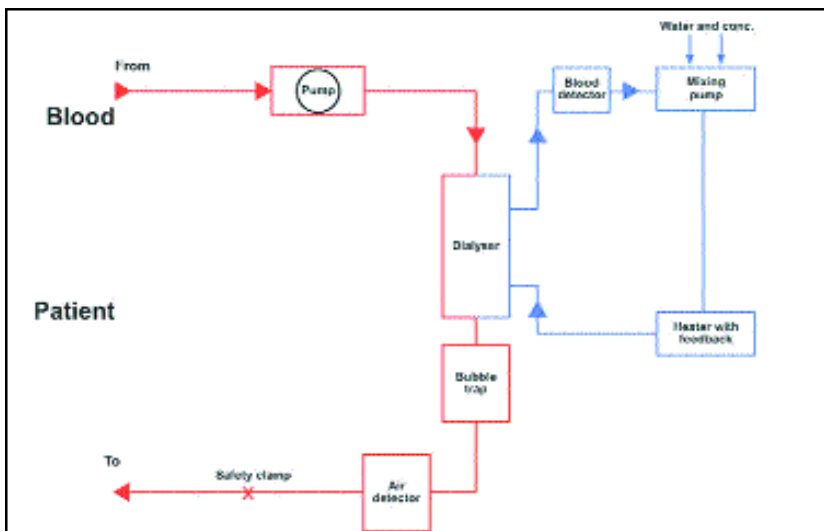 Water and conc.
From
Pump
Blood
detector
Mixing
pump
Blood
Dialyser
Patient
Heater with
feedback
Bubble
trap
To
Safety clamp
Air
detector